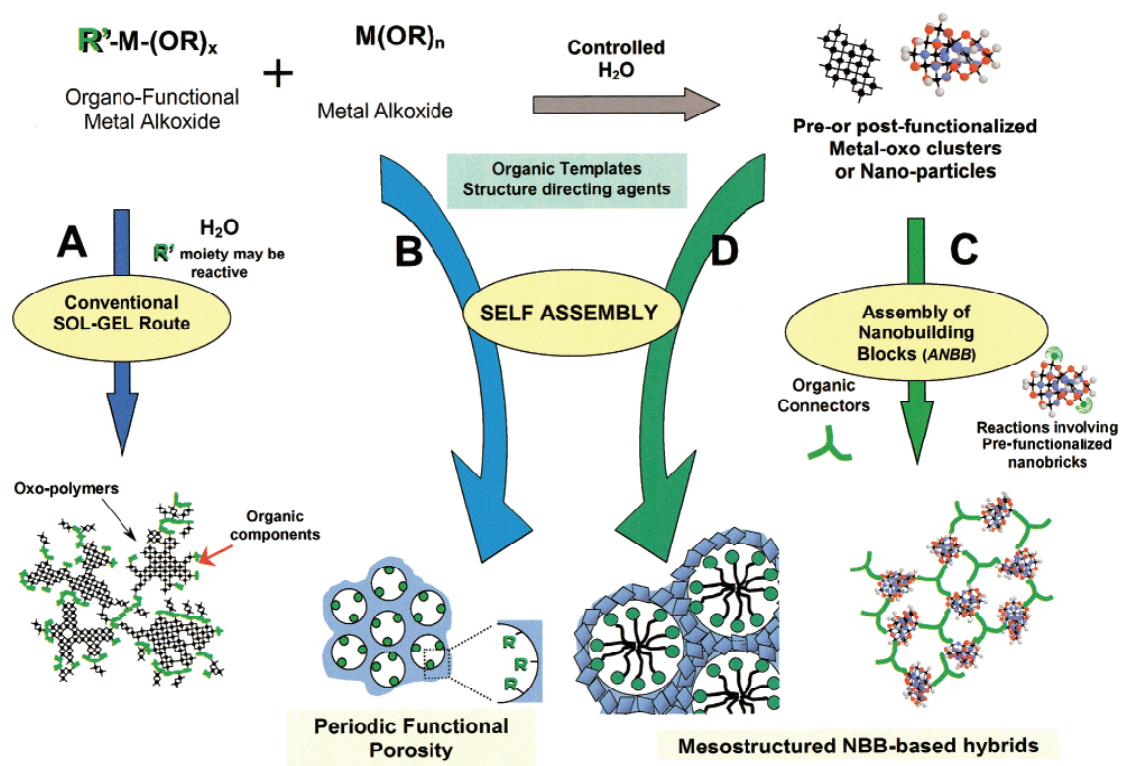 R'-M-(OR)x
+
M(OR)n
Controlled
H2O
Organo-Functional
Metal Alkoxide
Metal Alkoxide
Pre-or post-functionalized
Metal-oxo clusters
or Nano-particles
Organic Templates
Structure directing agents
A
H2O
R' moiety may be
reactive
B
D
C
Conventional
SOL-GEL Route
SELF ASSEMBLY
Assembly of
Nanobuilding
Blocks (ANBB)
Organic
Connectors
Reactions involving
Pre-functionalized
nanobricks
Oxo-polymers
Organic
components
R
R
R
Periodic Functional
Porosity
Mesostructured NBB-based hybrids